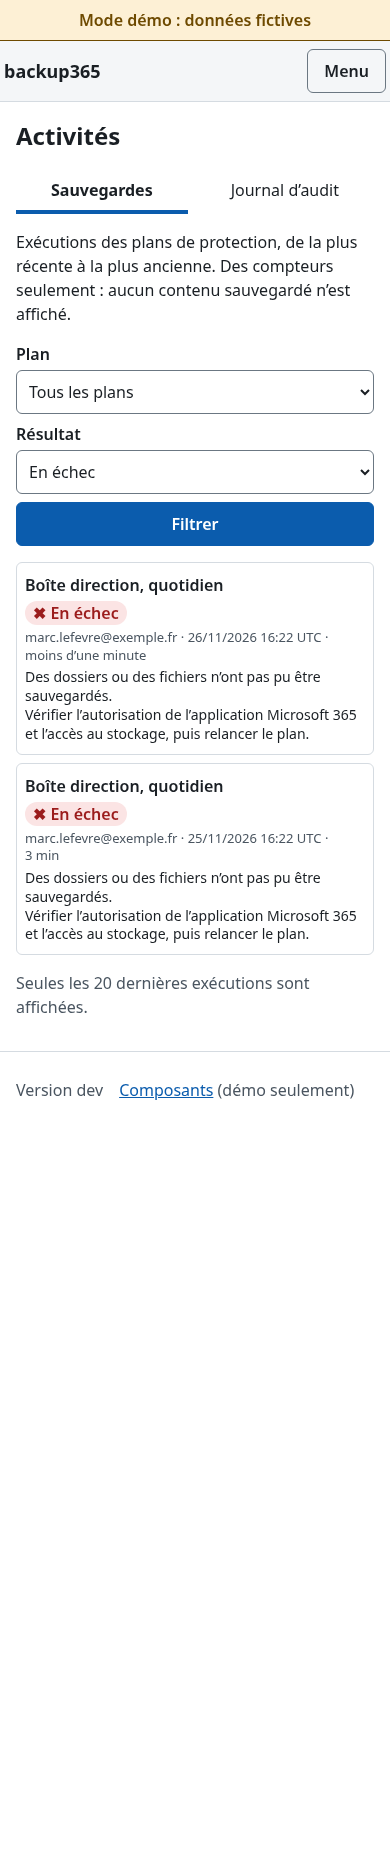 Mode démo : données fictives
backup365
Menu
Activités
Sauvegardes
Journal d’audit
Exécutions des plans de protection, de la plus
récente à la plus ancienne. Des compteurs
seulement : aucun contenu sauvegardé n’est
affiché.
Plan
Tous les plans
Résultat
En échec
Filtrer
Boîte direction, quotidien
✖ En échec
marc.lefevre@exemple.fr · 26/11/2026 16:22 UTC ·
moins d’une minute
Des dossiers ou des fichiers n’ont pas pu être
sauvegardés.
Vérifier l’autorisation de l’application Microsoft 365
et l’accès au stockage, puis relancer le plan.
Boîte direction, quotidien
✖ En échec
marc.lefevre@exemple.fr · 25/11/2026 16:22 UTC ·
3 min
Des dossiers ou des fichiers n’ont pas pu être
sauvegardés.
Vérifier l’autorisation de l’application Microsoft 365
et l’accès au stockage, puis relancer le plan.
Seules les 20 dernières exécutions sont
affichées.
Version dev Composants (démo seulement)